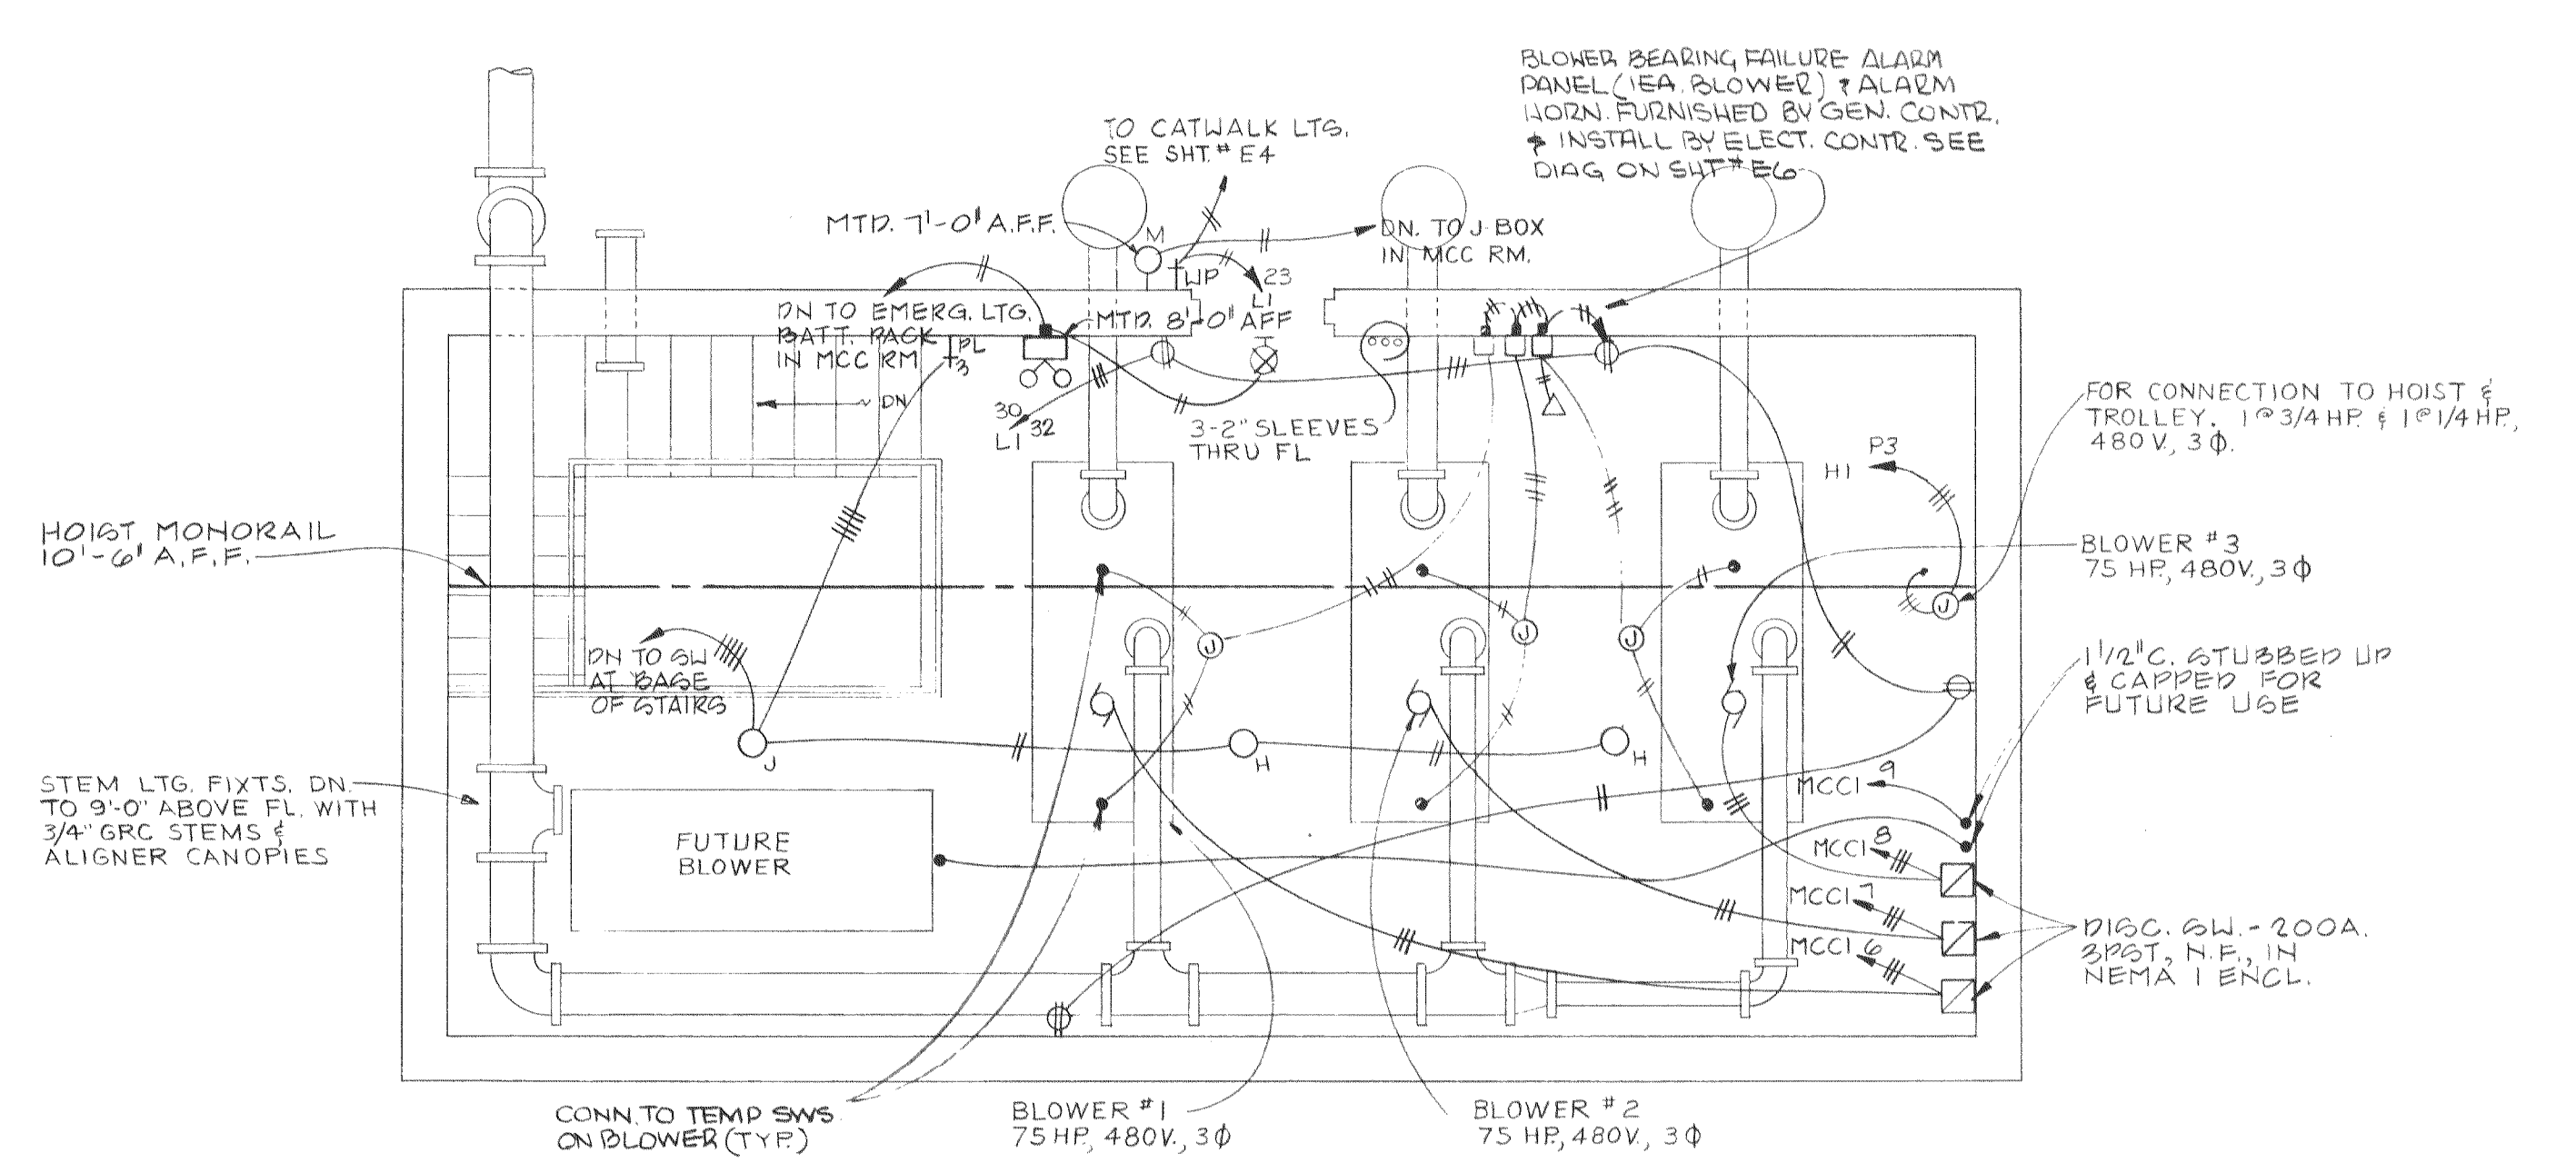 BLOWER BEARING FAILURE ALARM
PANEL (1EA. BLOWER) & ALARM
HORN. FURNISHED BY GEN. CONTR.
& INSTALL BY ELECT. CONTR. SEE
DIAG ON SHT # E6
TO CATWALK LTG.
SEE SHT. # E4
MTD. 7'-0" A.F.F.
M
DN. TO J-BOX
IN MCC RM.
WP
23
L1
DN TO EMERG. LTG.
BATT. PACK
IN MCC RM
PL
3
MTD. 8'-0" AFF
DN
30
32
L1
3-2" SLEEVES
THRU FL
FOR CONNECTION TO HOIST &
TROLLEY. 1@3/4 HP. & 1@1/4 HP.,
480 V., 3Ø.
P3
H1
HOIST MONORAIL
10'-6" A.F.F.
BLOWER #3
75 HP., 480V., 3Ø
J
J
J
J
DN TO SW
AT BASE
OF STAIRS
1 1/2" C. STUBBED UP
& CAPPED FOR
FUTURE USE
J
H
H
STEM LTG. FIXTS. DN.
TO 9'-0" ABOVE FL. WITH
3/4" GRC STEMS &
ALIGNER CANOPIES
FUTURE
BLOWER
MCC1 9
MCC1 8
MCC1 7
MCC1 6
DISC. SW. - 200A.
3PST, N.F., IN
NEMA 1 ENCL.
CONN. TO TEMP SWS
ON BLOWER (TYP.)
BLOWER #1
75 HP., 480V., 3Ø
BLOWER #2
75 HP., 480V., 3Ø